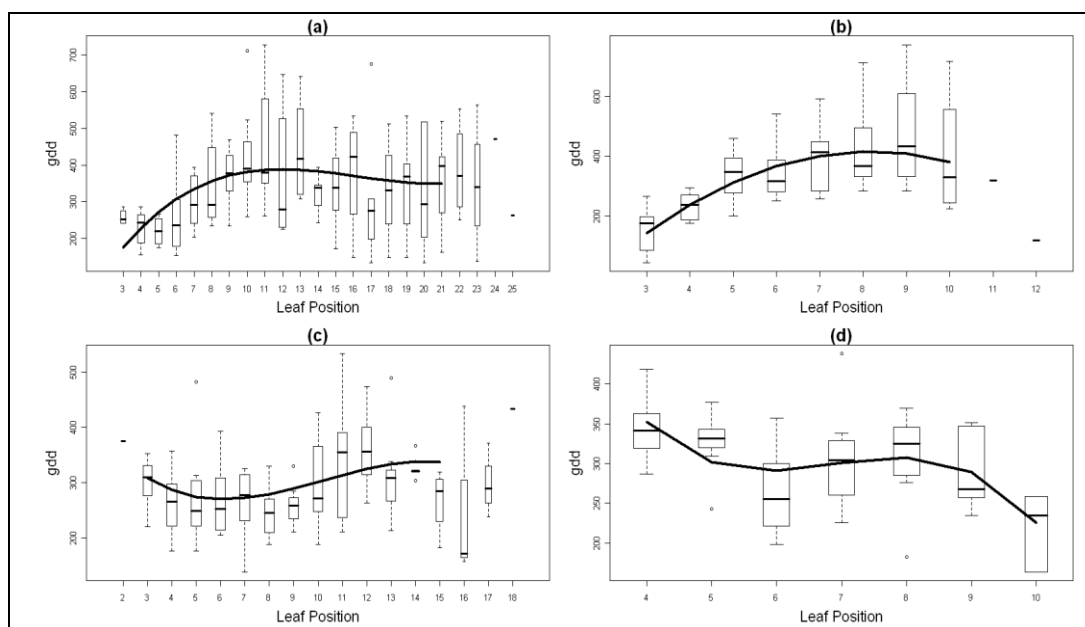 (a)
gdd
700
600
500
400
300
200
3 4 5 6 7 8 9 10 11 12 13 14 15 16 17 18 19 20 21 22 23 24 25
Leaf Position
(b)
gdd
600
400
200
3 4 5 6 7 8 9 10 11 12
Leaf Position
(c)
gdd
500
400
300
200
2 3 4 5 6 7 8 9 10 11 12 13 14 15 16 17 18
Leaf Position
(d)
gdd
400
350
300
250
200
4 5 6 7 8 9 10
Leaf Position